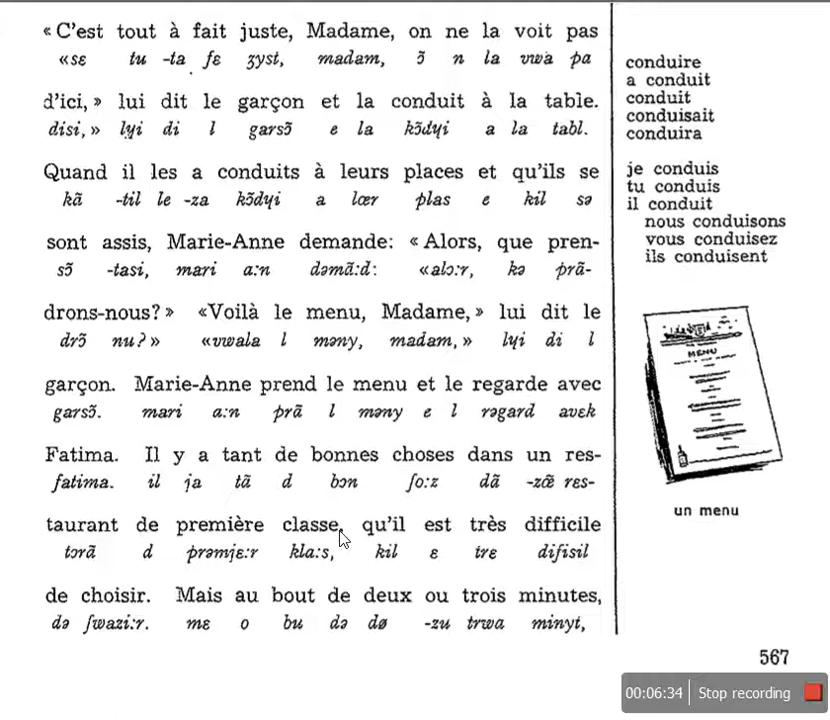 « C'est tout à fait juste, Madame, on ne la voit pas
«sɛ tu -ta fɛ ʒyst, madam, ɔ̃ n la vwa pa
d'ici, » lui dit le garçon et la conduit à la table.
disi, » lɥi di l garsɔ̃ e la kɔ̃dɥi a la tabl.
Quand il les a conduits à leurs places et qu'ils se
kɑ̃ -til le -za kɔ̃dɥi a lœr plas e kil sə
sont assis, Marie-Anne demande: « Alors, que pren-
sɔ̃ -tasi, mari a:n dəmɑ̃:d: «alɔ:r, kə prɑ̃-
drons-nous? » «Voilà le menu, Madame, » lui dit le
drɔ̃ nu? » «vwala l məny, madam, » lɥi di l
garçon. Marie-Anne prend le menu et le regarde avec
garsɔ̃. mari a:n prɑ̃ l məny e l rəgard avɛk
Fatima. Il y a tant de bonnes choses dans un res-
fatima. il ja tɑ̃ d bɔn ʃo:z dɑ̃ -zœ̃ rɛs-
taurant de première classe, qu'il est très difficile
tɔrɑ̃ d prəmjɛ:r kla:s, kil ɛ trɛ difisil
de choisir. Mais au bout de deux ou trois minutes,
də ʃwazi:r. mɛ o bu də dø -zu trwa minyt,
conduire
a conduit
conduit
conduisait
conduira
je conduis
tu conduis
il conduit
nous conduisons
vous conduisez
ils conduisent
MENU
un menu
567
00:06:34 Stop recording